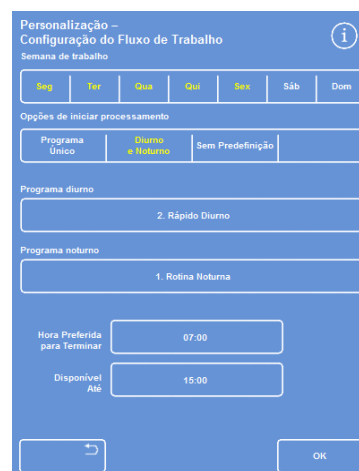 Personalização –
Configuração do Fluxo de Trabalho
i
Semana de trabalho
Seg Ter Qua Qui Sex Sáb Dom
Opções de iniciar processamento
Programa Único
Diurno e Noturno
Sem Predefinição
Programa diurno
2. Rápido Diurno
Programa noturno
1. Rotina Noturna
Hora Preferida
para Terminar
07:00
Disponível
Até
15:00
OK